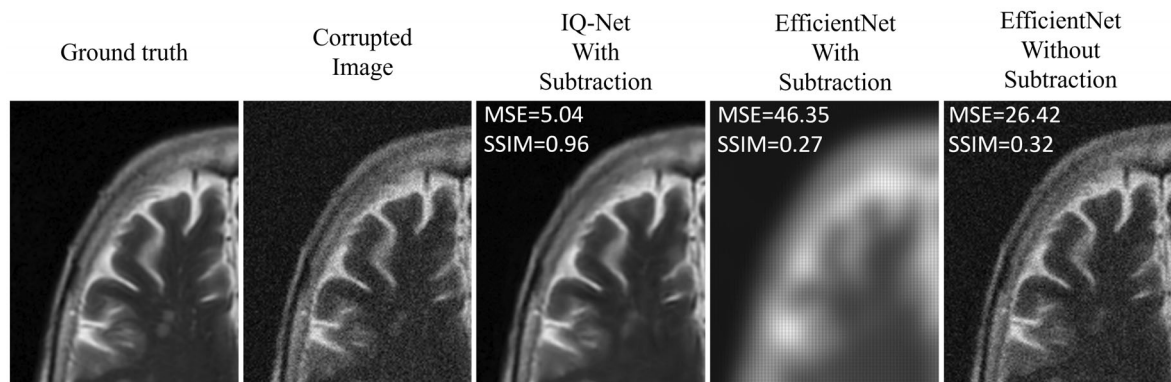 Ground truth
Corrupted
Image
IQ-Net
With
Subtraction
EfficientNet
With
Subtraction
EfficientNet
Without
Subtraction
MSE=5.04
SSIM=0.96
MSE=46.35
SSIM=0.27
MSE=26.42
SSIM=0.32